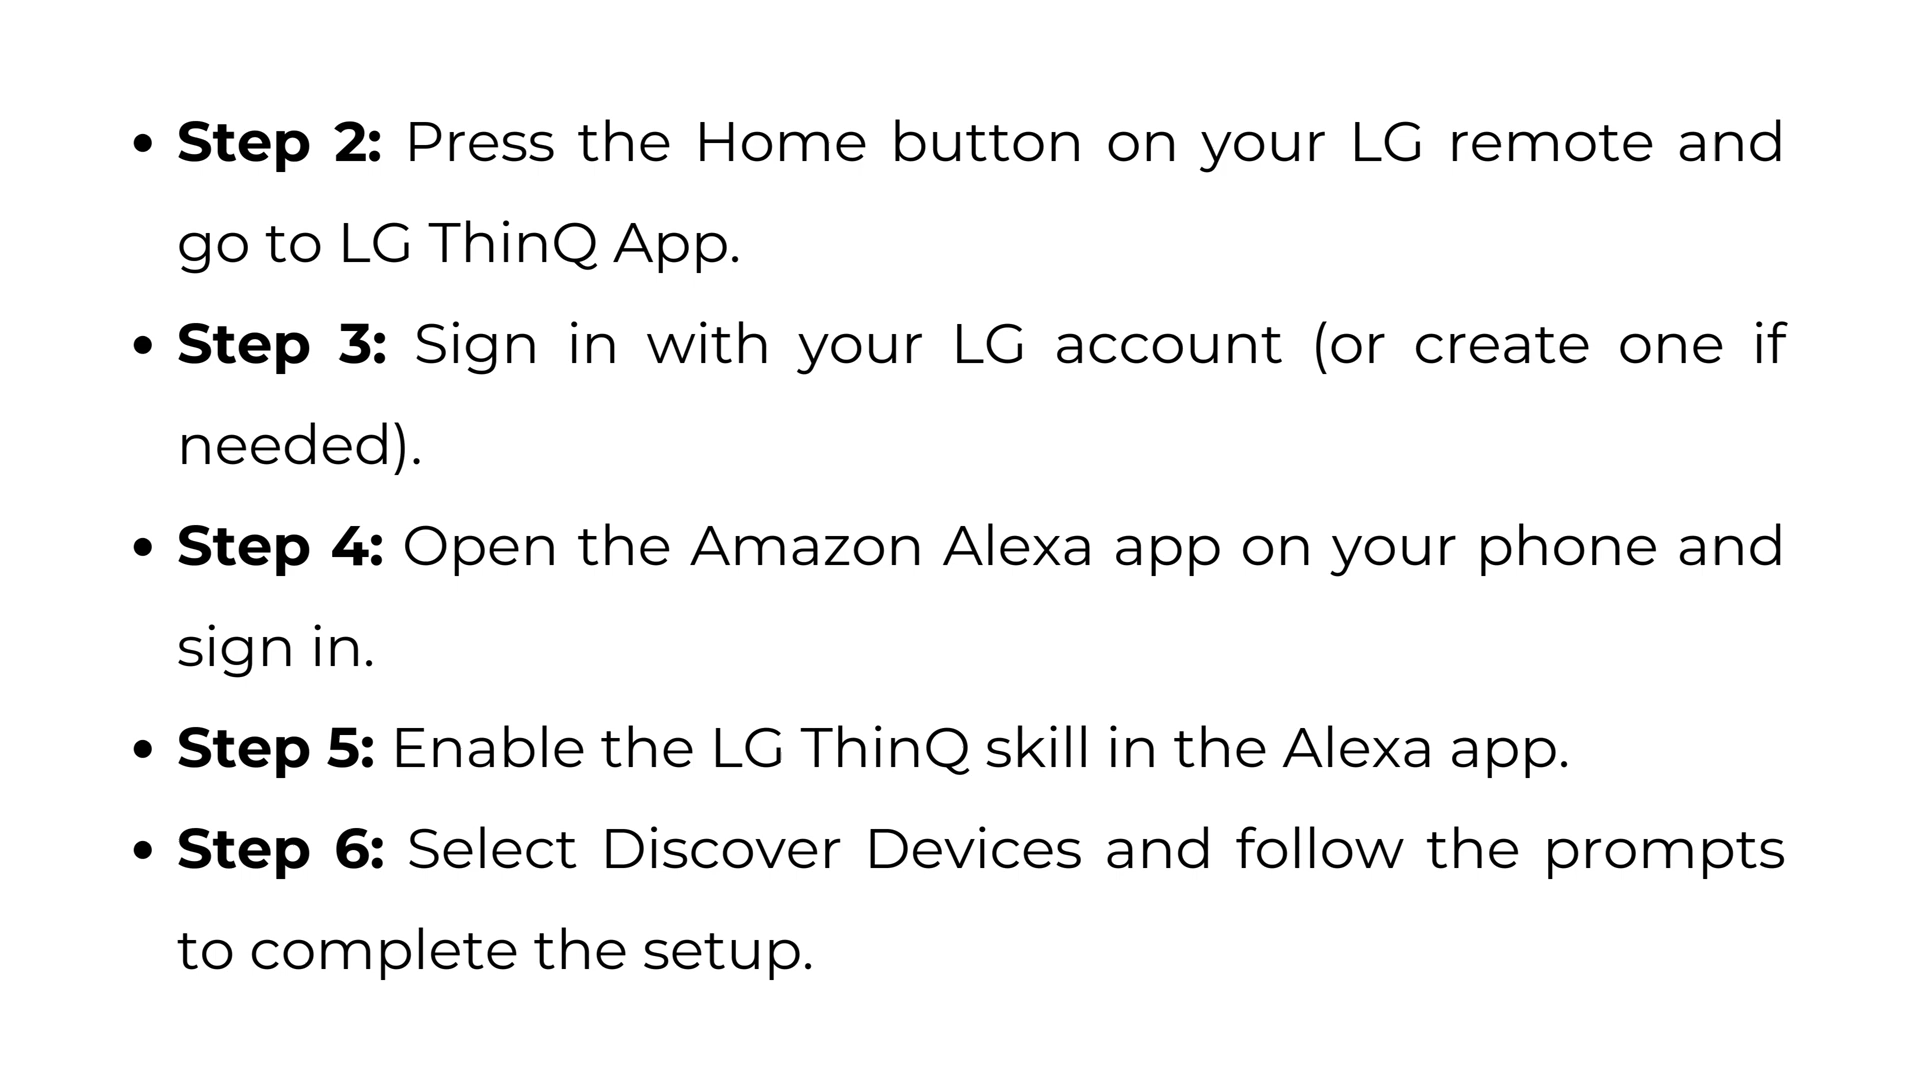 • Step 2: Press the Home button on your LG remote and
go to LG ThinQ App.
• Step 3: Sign in with your LG account (or create one if
needed).
• Step 4: Open the Amazon Alexa app on your phone and
sign in.
• Step 5: Enable the LG ThinQ skill in the Alexa app.
• Step 6: Select Discover Devices and follow the prompts
to complete the setup.